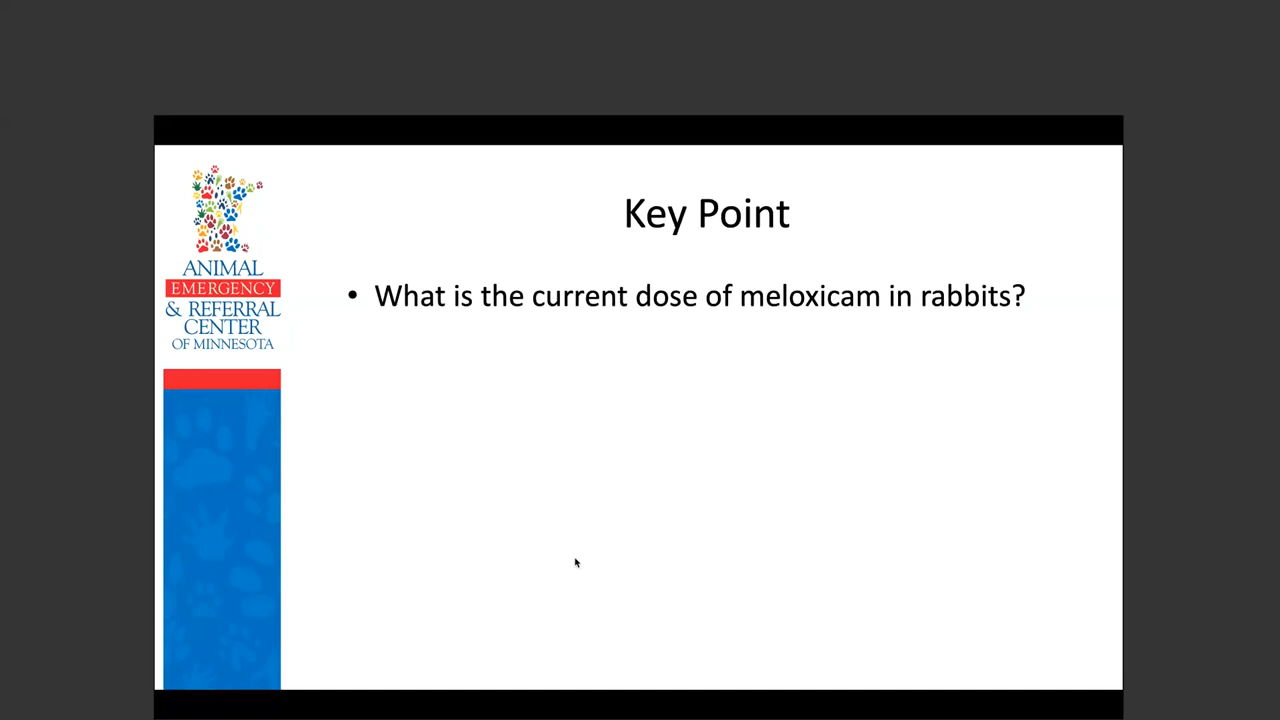 Key Point
• What is the current dose of meloxicam in rabbits?
ANIMAL
EMERGENCY
& REFERRAL
CENTER
OF MINNESOTA